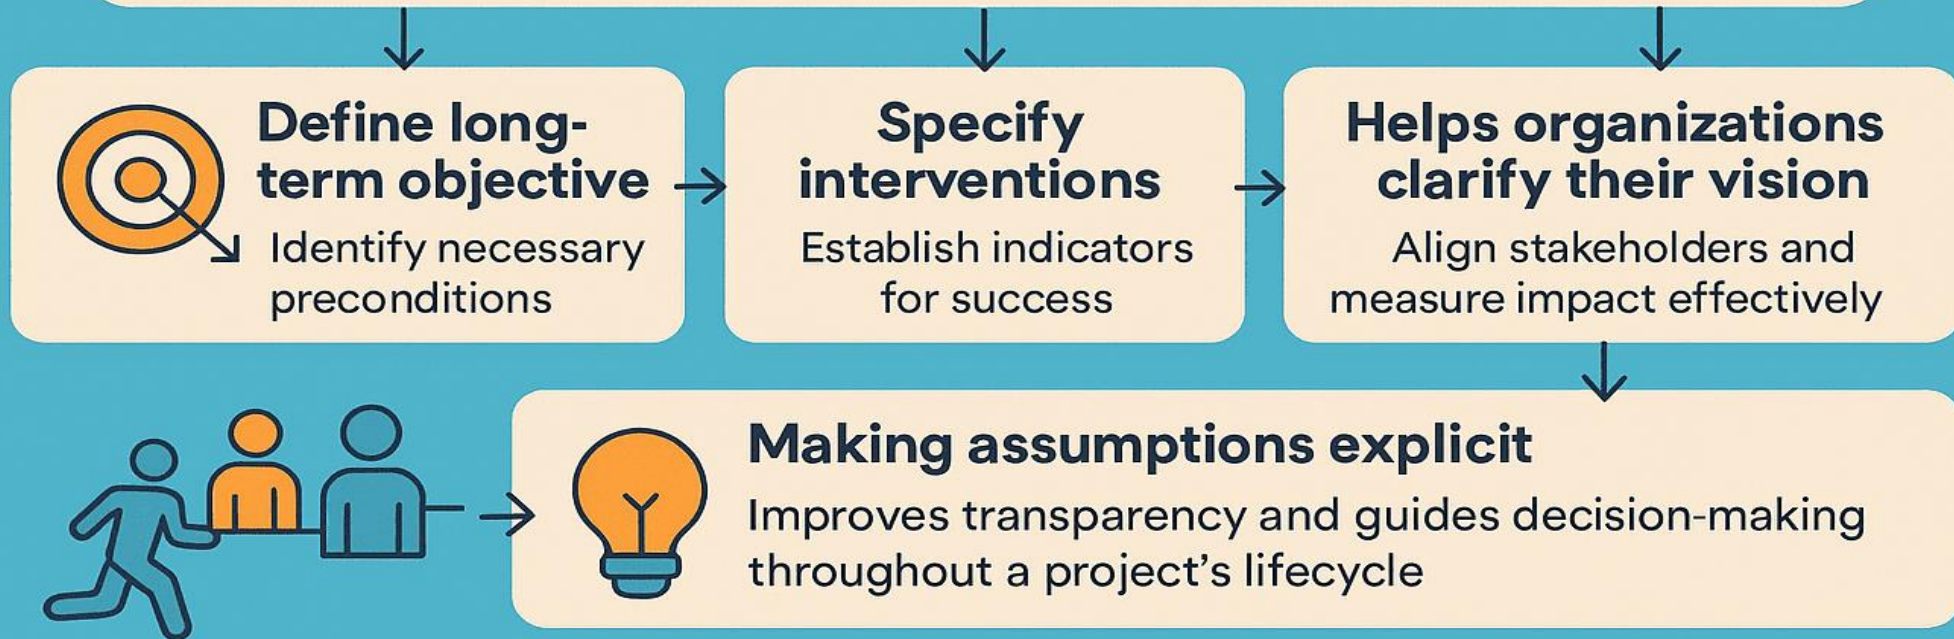 Define long-
term objective
Identify necessary
preconditions
Specify
interventions
Establish indicators
for success
Helps organizations
clarify their vision
Align stakeholders and
measure impact effectively
Making assumptions explicit
Improves transparency and guides decision-making
throughout a project's lifecycle